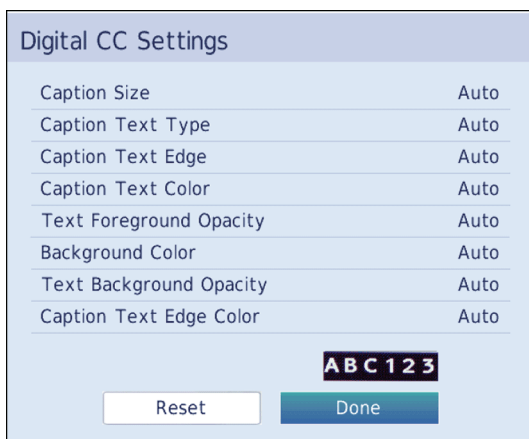 Digital CC Settings
Caption Size Auto
Caption Text Type Auto
Caption Text Edge Auto
Caption Text Color Auto
Text Foreground Opacity Auto
Background Color Auto
Text Background Opacity Auto
Caption Text Edge Color Auto
ABC123
Reset Done